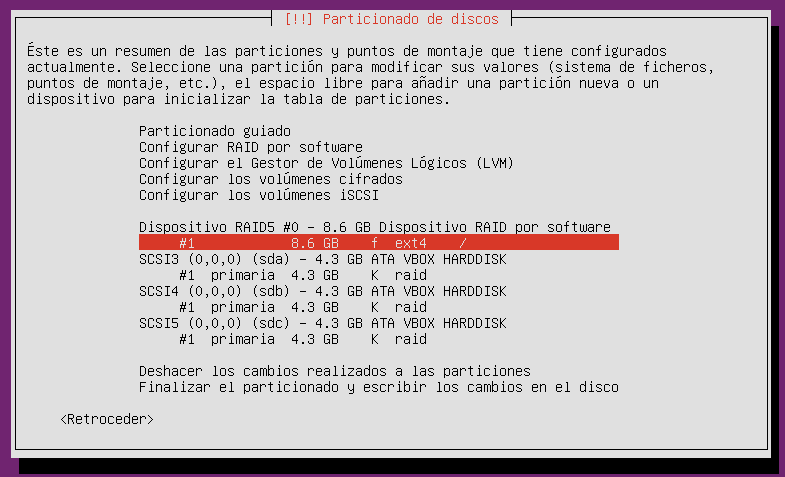 [!!] Particionado de discos
Éste es un resumen de las particiones y puntos de montaje que tiene configurados
actualmente. Seleccione una partición para modificar sus valores (sistema de ficheros,
puntos de montaje, etc.), el espacio libre para añadir una partición nueva o un
dispositivo para inicializar la tabla de particiones.
Particionado guiado
Configurar RAID por software
Configurar el Gestor de Volúmenes Lógicos (LVM)
Configurar los volúmenes cifrados
Configurar los volúmenes iSCSI
Dispositivo RAID5 #0 – 8.6 GB Dispositivo RAID por software
#1 8.6 GB f ext4 /
SCSI3 (0,0,0) (sda) – 4.3 GB ATA VBOX HARDDISK
#1 primaria 4.3 GB K raid
SCSI4 (0,0,0) (sdb) – 4.3 GB ATA VBOX HARDDISK
#1 primaria 4.3 GB K raid
SCSI5 (0,0,0) (sdc) – 4.3 GB ATA VBOX HARDDISK
#1 primaria 4.3 GB K raid
Deshacer los cambios realizados a las particiones
Finalizar el particionado y escribir los cambios en el disco
<Retroceder>